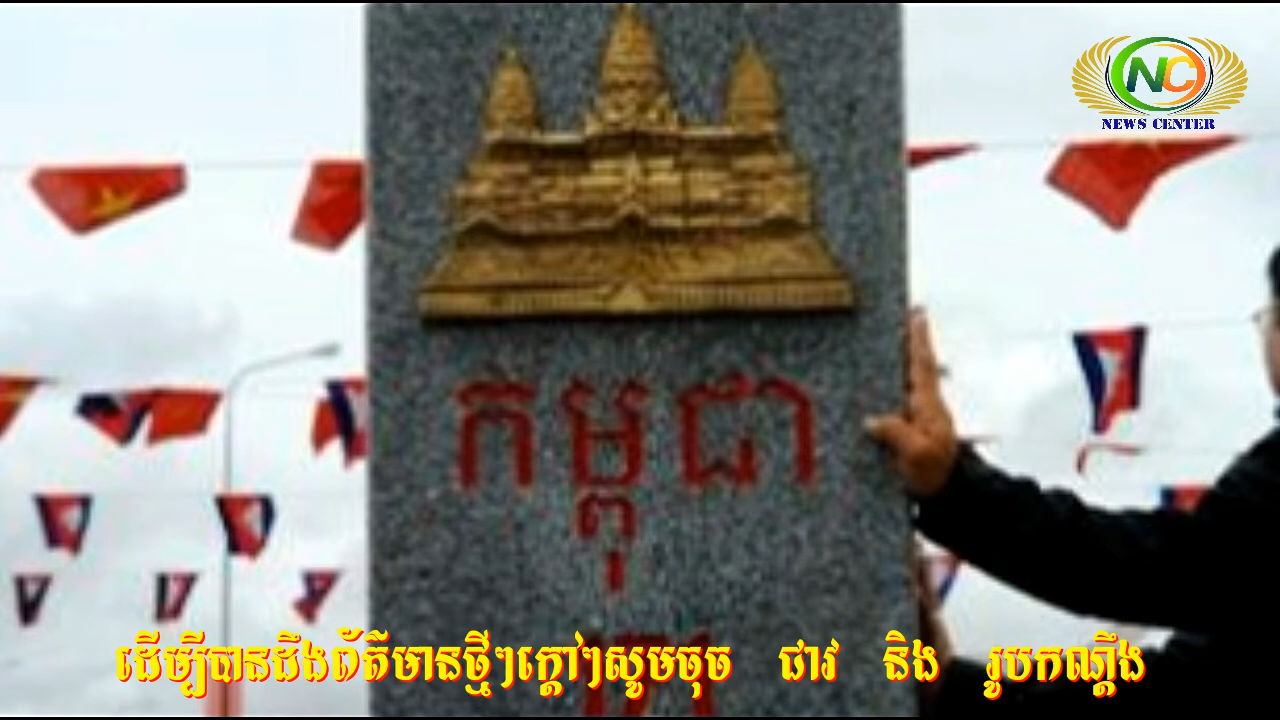 NC
NEWS CENTER
កម្ពុជា
ដើម្បីបានដឹងព័ត៌មានថ្មីៗក្តៅៗសូមចុច ជាវ និង រូបកណ្តឹង